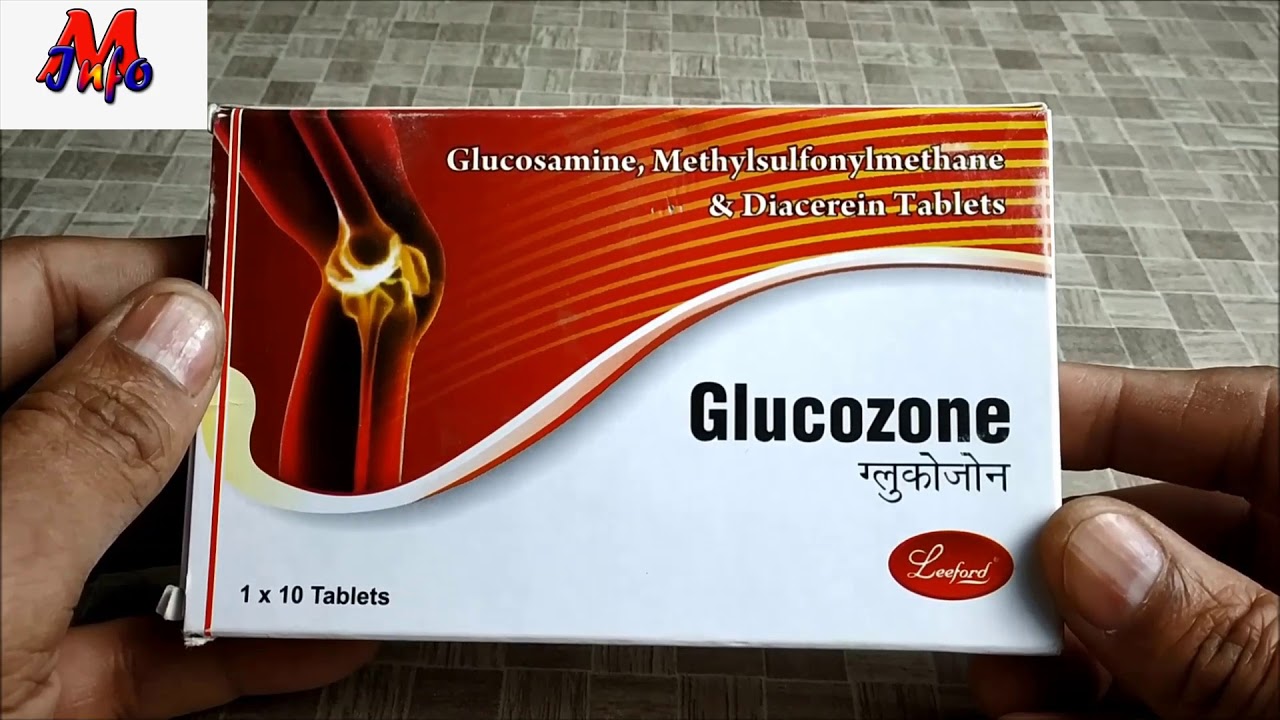 M
Info
Glucosamine, Methylsulfonylmethane
& Diacerein Tablets
Glucozone
ग्लुकोजोन
Leeford®
1 x 10 Tablets